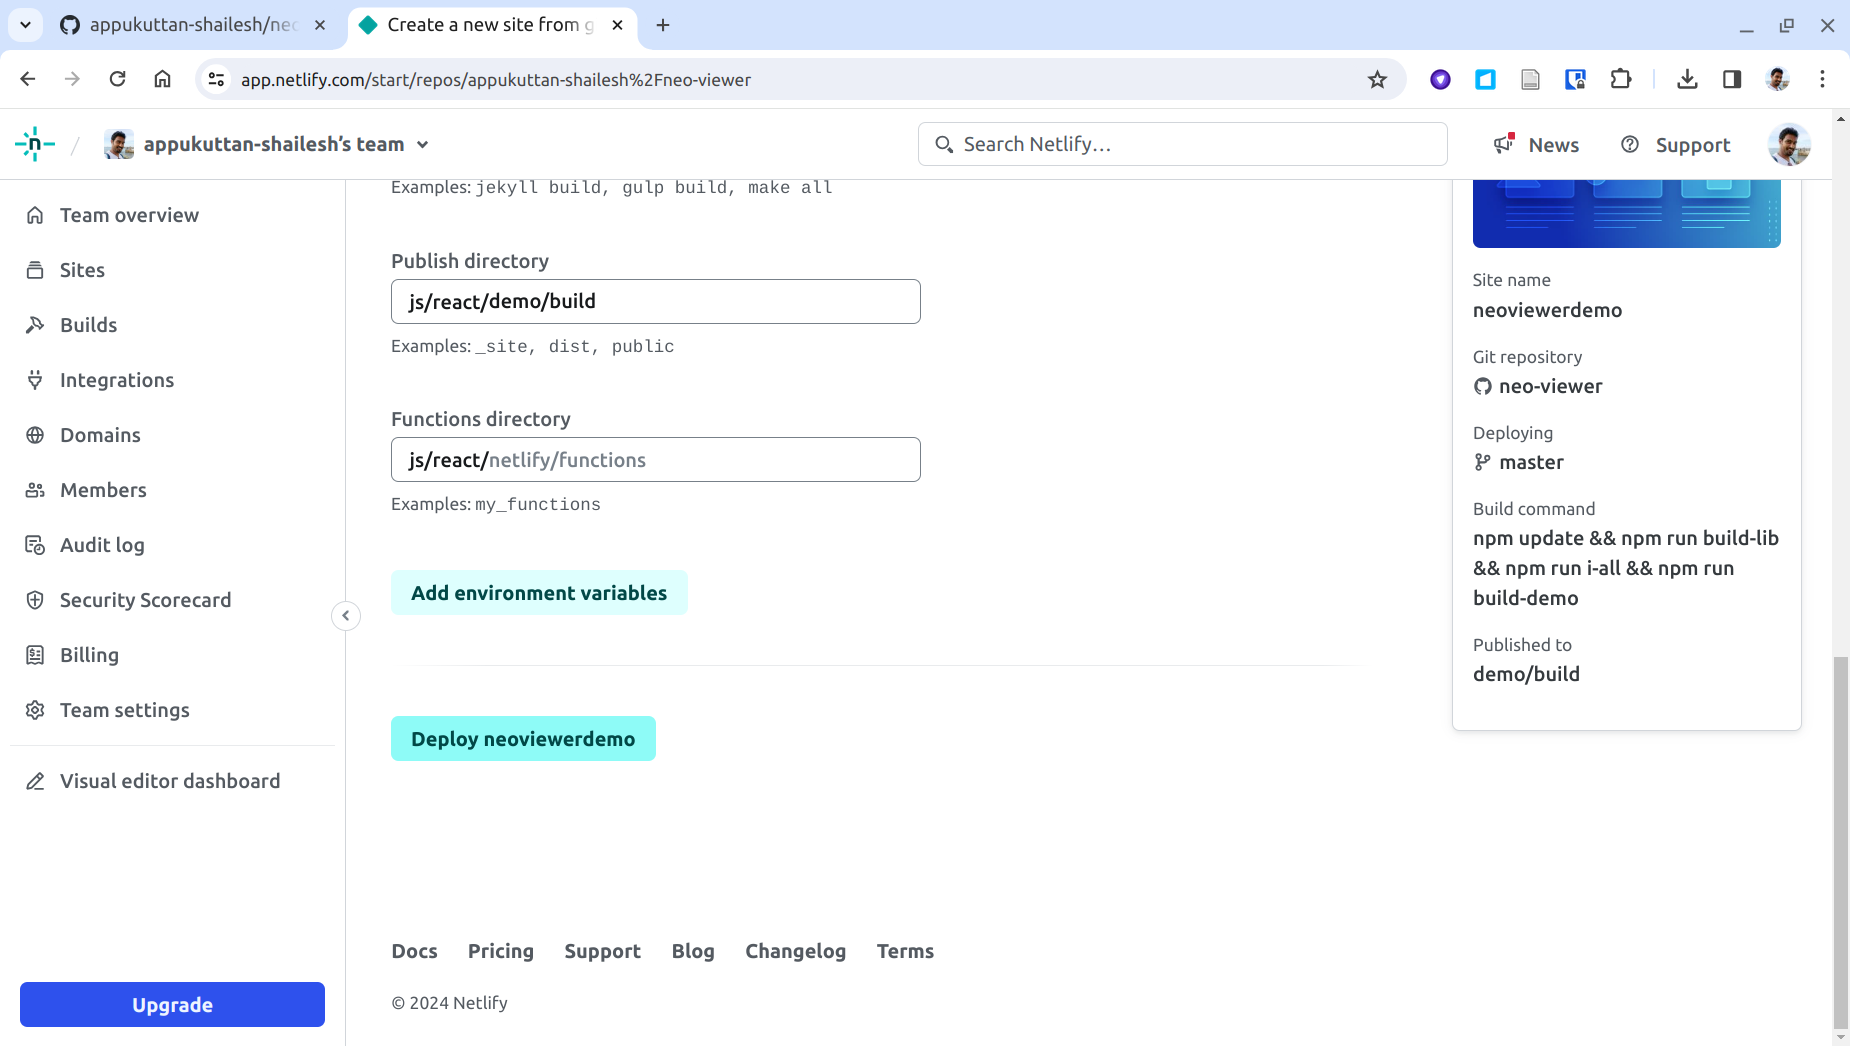 appukuttan-shailesh/neo
Create a new site from g
app.netlify.com/start/repos/appukuttan-shailesh%2Fneo-viewer
appukuttan-shailesh’s team
Search Netlify…
News
Support
Team overview
Sites
Builds
Integrations
Domains
Members
Audit log
Security Scorecard
Billing
Team settings
Visual editor dashboard
Upgrade
Examples: jekyll build, gulp build, make all
Publish directory
js/react/demo/build
Examples: _site, dist, public
Functions directory
js/react/netlify/functions
Examples: my_functions
Add environment variables
Deploy neoviewerdemo
Site name
neoviewerdemo
Git repository
neo-viewer
Deploying
master
Build command
npm update && npm run build-lib
&& npm run i-all && npm run
build-demo
Published to
demo/build
Docs Pricing Support Blog Changelog Terms
© 2024 Netlify